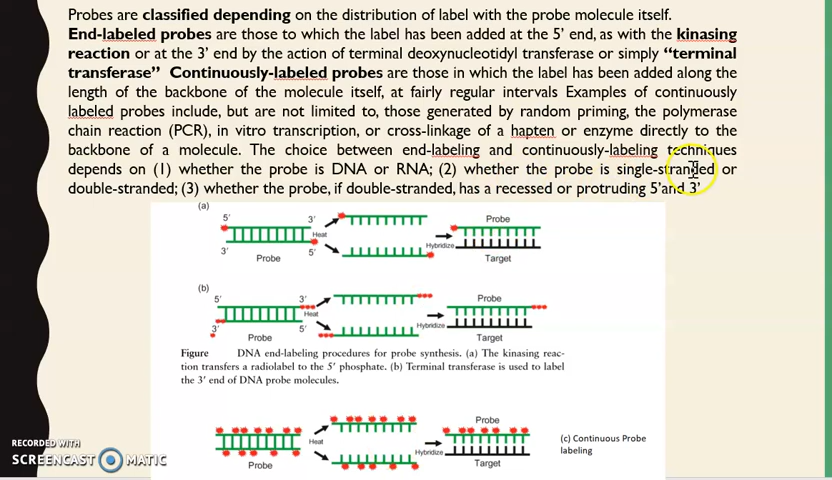 Probes are classified depending on the distribution of label with the probe molecule itself.
End-labeled probes are those to which the label has been added at the 5' end, as with the kinasing
reaction or at the 3' end by the action of terminal deoxynucleotidyl transferase or simply "terminal
transferase" Continuously-labeled probes are those in which the label has been added along the
length of the backbone of the molecule itself, at fairly regular intervals Examples of continuously
labeled probes include, but are not limited to, those generated by random priming, the polymerase
chain reaction (PCR), in vitro transcription, or cross-linkage of a hapten or enzyme directly to the
backbone of a molecule. The choice between end-labeling and continuously-labeling techniques
depends on (1) whether the probe is DNA or RNA; (2) whether the probe is single-stranded or
double-stranded; (3) whether the probe, if double-stranded, has a recessed or protruding 5'and 3'
(a)
5' 3' Heat Probe
3' Probe 5' Hybridize Target
(b)
5' 3' Heat Probe
3' Probe 5' Hybridize Target
Figure DNA end-labeling procedures for probe synthesis. (a) The kinasing reac-
tion transfers a radiolabel to the 5' phosphate. (b) Terminal transferase is used to label
the 3' end of DNA probe molecules.
Probe
Heat
(c) Continuous Probe
labeling
Hybridize
Probe Target
RECORDED WITH
SCREENCAST MATIC